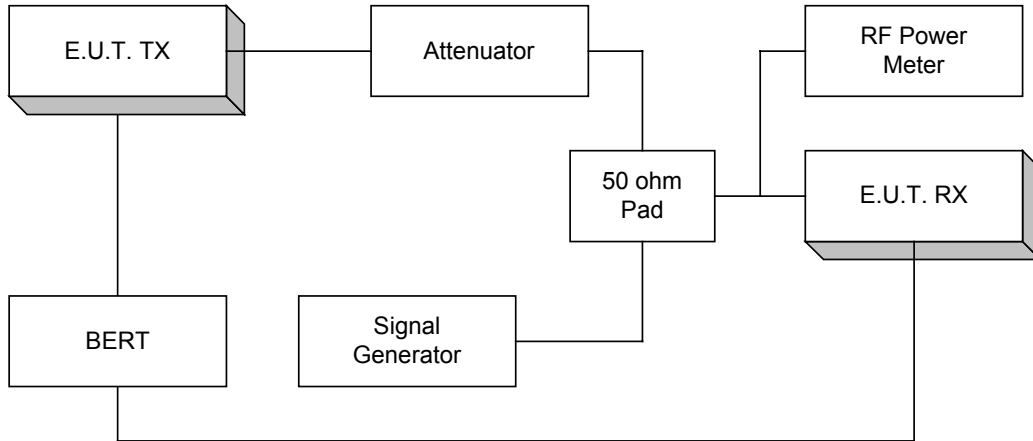 E.U.T. TX
Attenuator
RF Power
Meter
50 ohm
Pad
E.U.T. RX
BERT
Signal
Generator